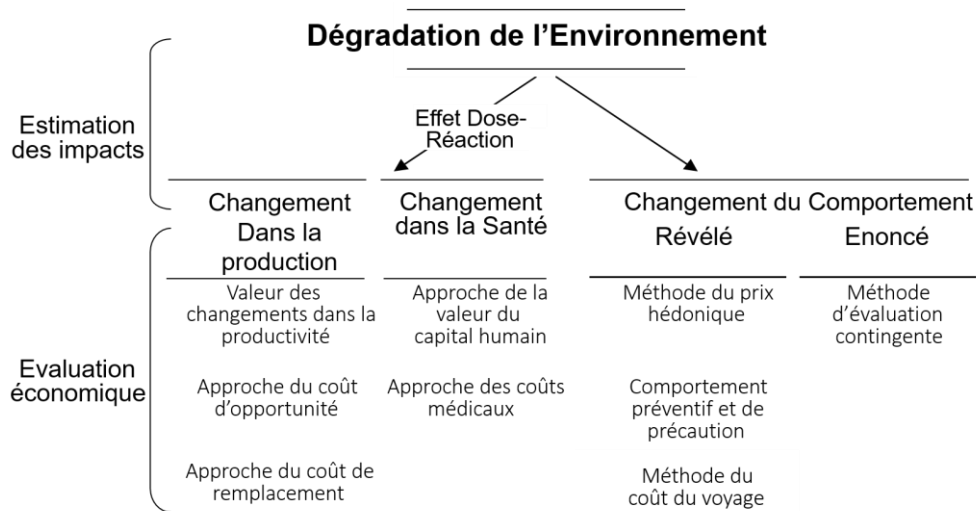 Dégradation de l'Environnement
Effet Dose-
Réaction
Estimation
des impacts
Changement
Dans la
production
Changement
dans la Santé
Changement du Comportement
Révélé
Enoncé
Evaluation
économique
Valeur des
changements dans la
productivité
Approche du coût
d'opportunité
Approche du coût de
remplacement
Approche de la
valeur du
capital humain
Approche des coûts
médicaux
Méthode du prix
hédonique
Comportement
préventif et de
précaution
Méthode du
coût du voyage
Méthode
d'évaluation
contingente